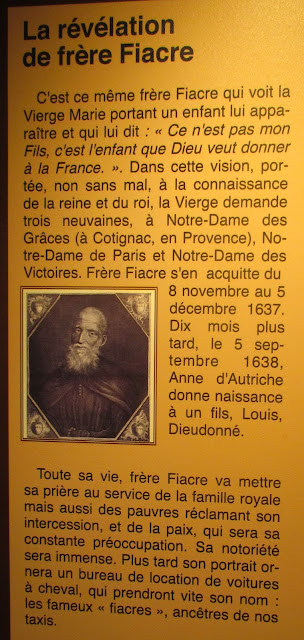 La révélation
de frère Fiacre
C'est ce même frère Fiacre qui voit la
Vierge Marie portant un enfant lui appa-
raître et qui lui dit : « Ce n'est pas mon
Fils, c'est l'enfant que Dieu veut donner
à la France. ». Dans cette vision, por-
tée, non sans mal, à la connaissance
de la reine et du roi, la Vierge demande
trois neuvaines, à Notre-Dame des
Grâces (à Cotignac, en Provence), No-
tre-Dame de Paris et Notre-Dame des
Victoires. Frère Fiacre s'en acquitte du
8 novembre au 5
décembre 1637.
Dix mois plus
tard, le 5 sep-
tembre 1638,
Anne d'Autriche
donne naissance
à un fils, Louis,
Dieudonné.
Toute sa vie, frère Fiacre va mettre
sa prière au service de la famille royale
mais aussi des pauvres réclamant son
intercession, et de la paix, qui sera sa
constante préoccupation. Sa notoriété
sera immense. Plus tard son portrait or-
nera un bureau de location de voitures
à cheval, qui prendront vite son nom :
les fameux « fiacres », ancêtres de nos
taxis.